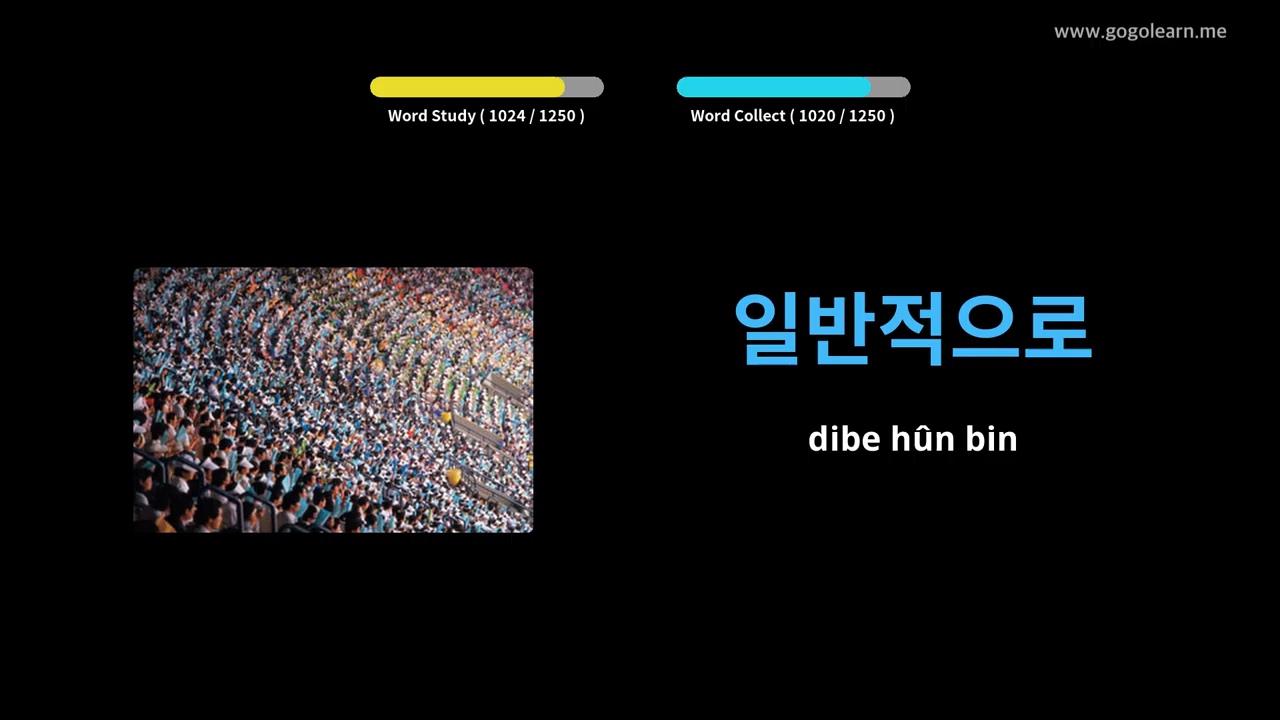 www.gogolearn.me
Word Study ( 1024 / 1250 )
Word Collect ( 1020 / 1250 )
일반적으로
dibe hûn bin